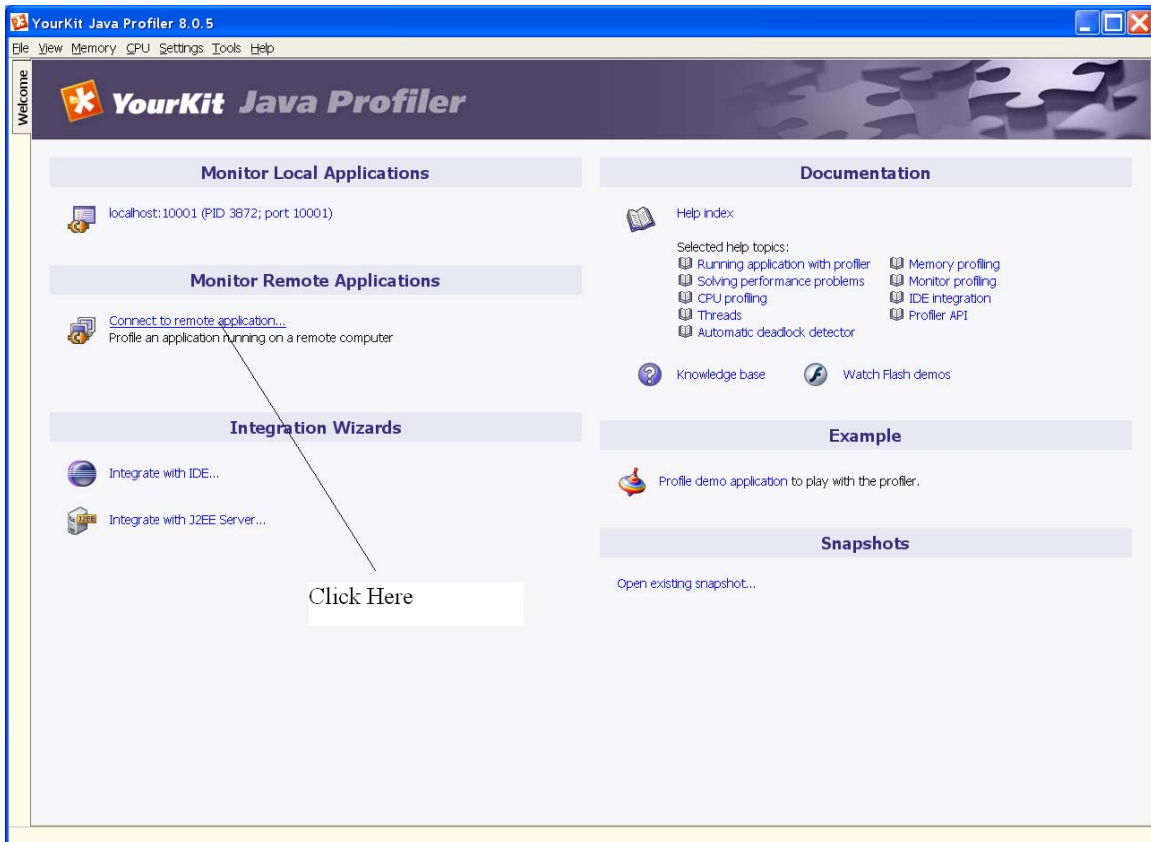 YourKit Java Profiler 8.0.5
File View Memory CPU Settings Tools Help
Welcome
YourKit Java Profiler
Monitor Local Applications
localhost:10001 (PID 3872; port 10001)
Monitor Remote Applications
Connect to remote application...
Profile an application running on a remote computer
Integration Wizards
Integrate with IDE...
J2EE
Integrate with J2EE Server...
Click Here
Documentation
Help index
Selected help topics:
Running application with profiler
Memory profiling
Solving performance problems
Monitor profiling
CPU profiling
IDE integration
Threads
Profiler API
Automatic deadlock detector
Knowledge base
Watch Flash demos
Example
Profile demo application to play with the profiler.
Snapshots
Open existing snapshot...